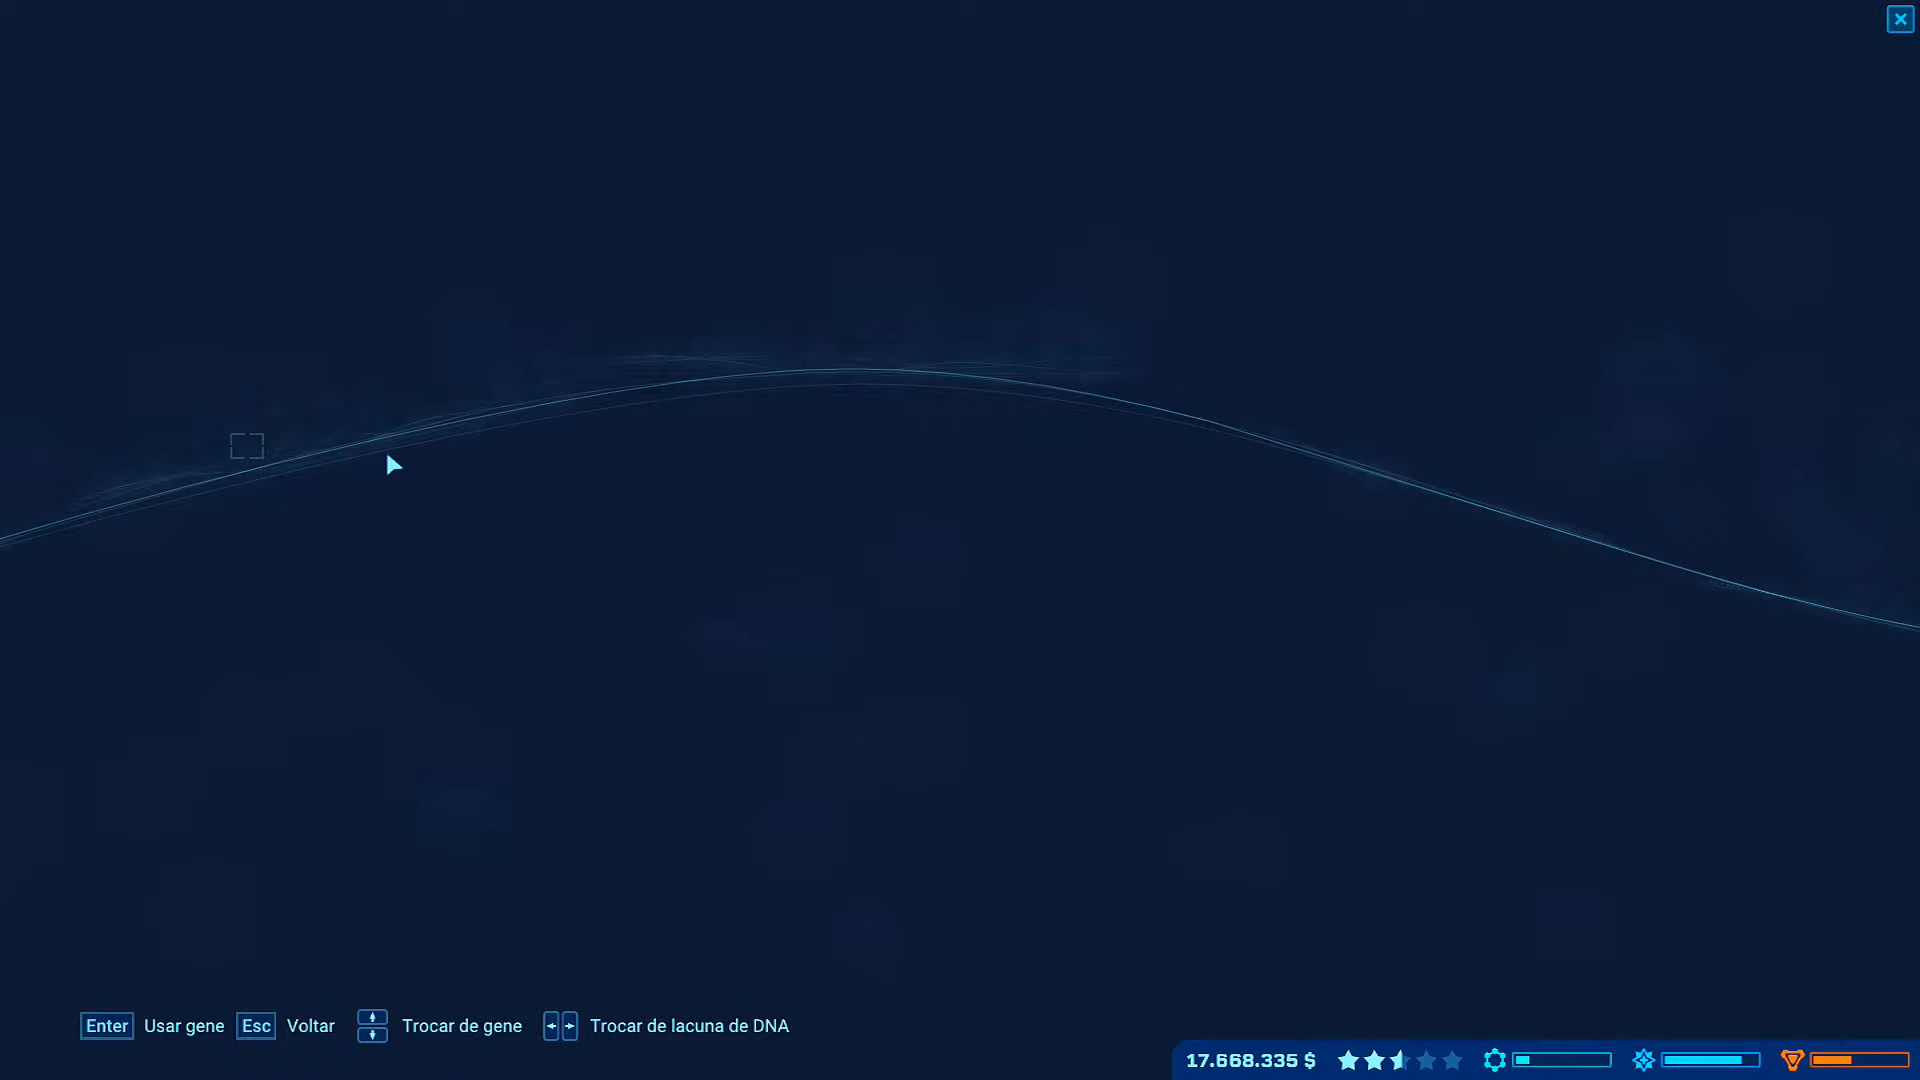 Enter Usar gene Esc Voltar Trocar de gene Trocar de lacuna de DNA
17.668.335 $